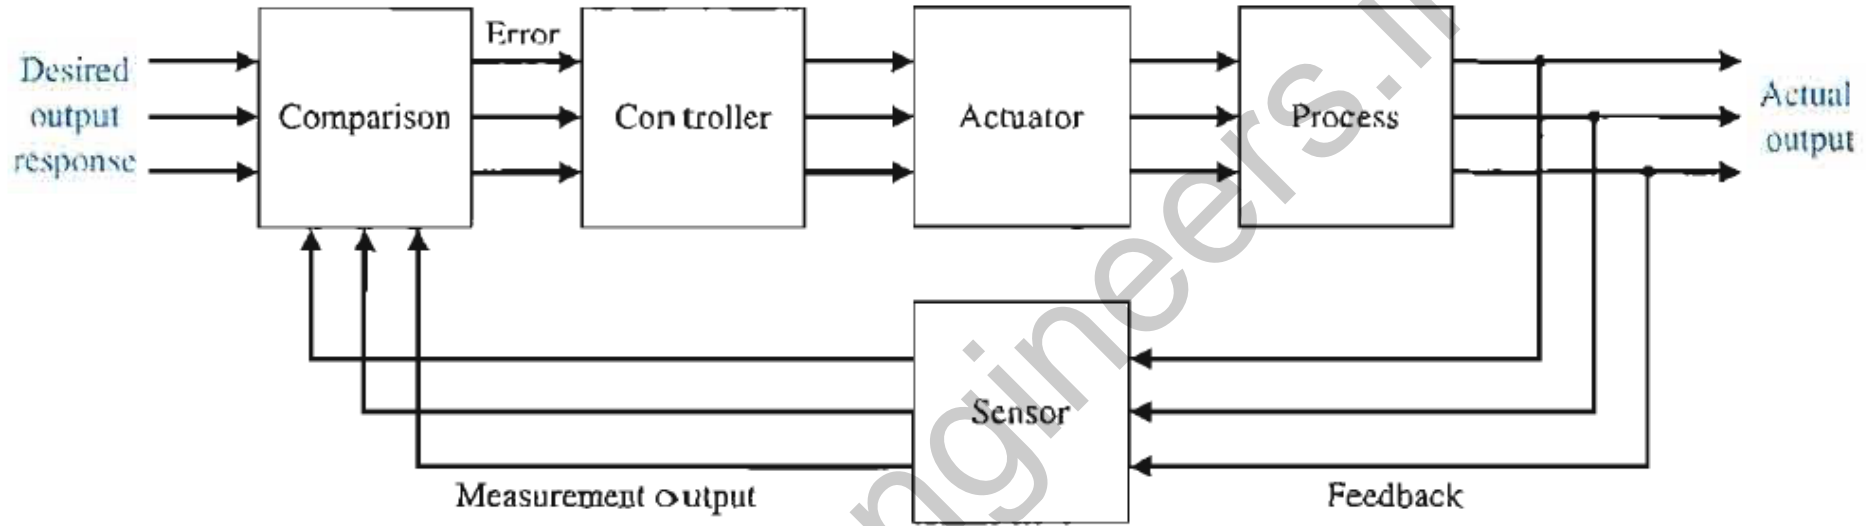 Desired
output
response
Comparison
Error
Controller
Actuator
Process
Actual
output
Sensor
Measurement output
Feedback